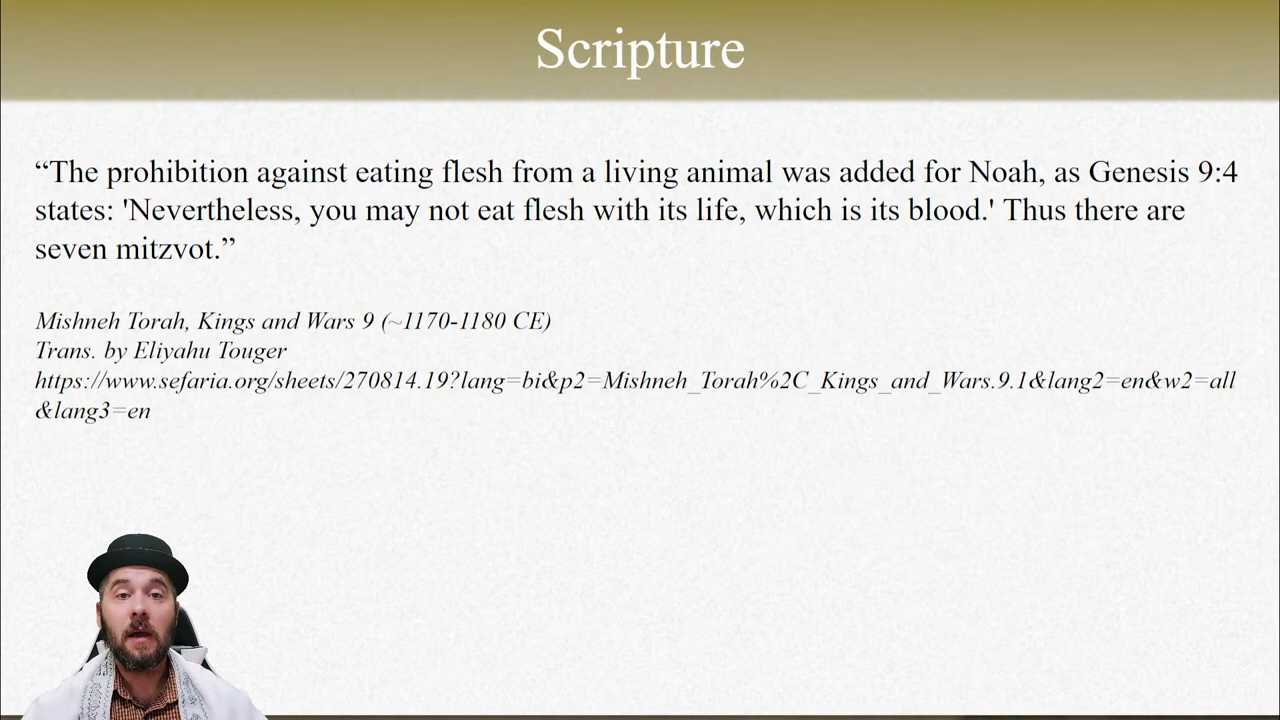 Scripture
“The prohibition against eating flesh from a living animal was added for Noah, as Genesis 9:4
states: 'Nevertheless, you may not eat flesh with its life, which is its blood.' Thus there are
seven mitzvot.”
Mishneh Torah, Kings and Wars 9 (~1170-1180 CE)
Trans. by Eliyahu Touger
https://www.sefaria.org/sheets/270814.19?lang=bi&p2=Mishneh_Torah%2C_Kings_and_Wars.9.1&lang2=en&w2=all
&lang3=en